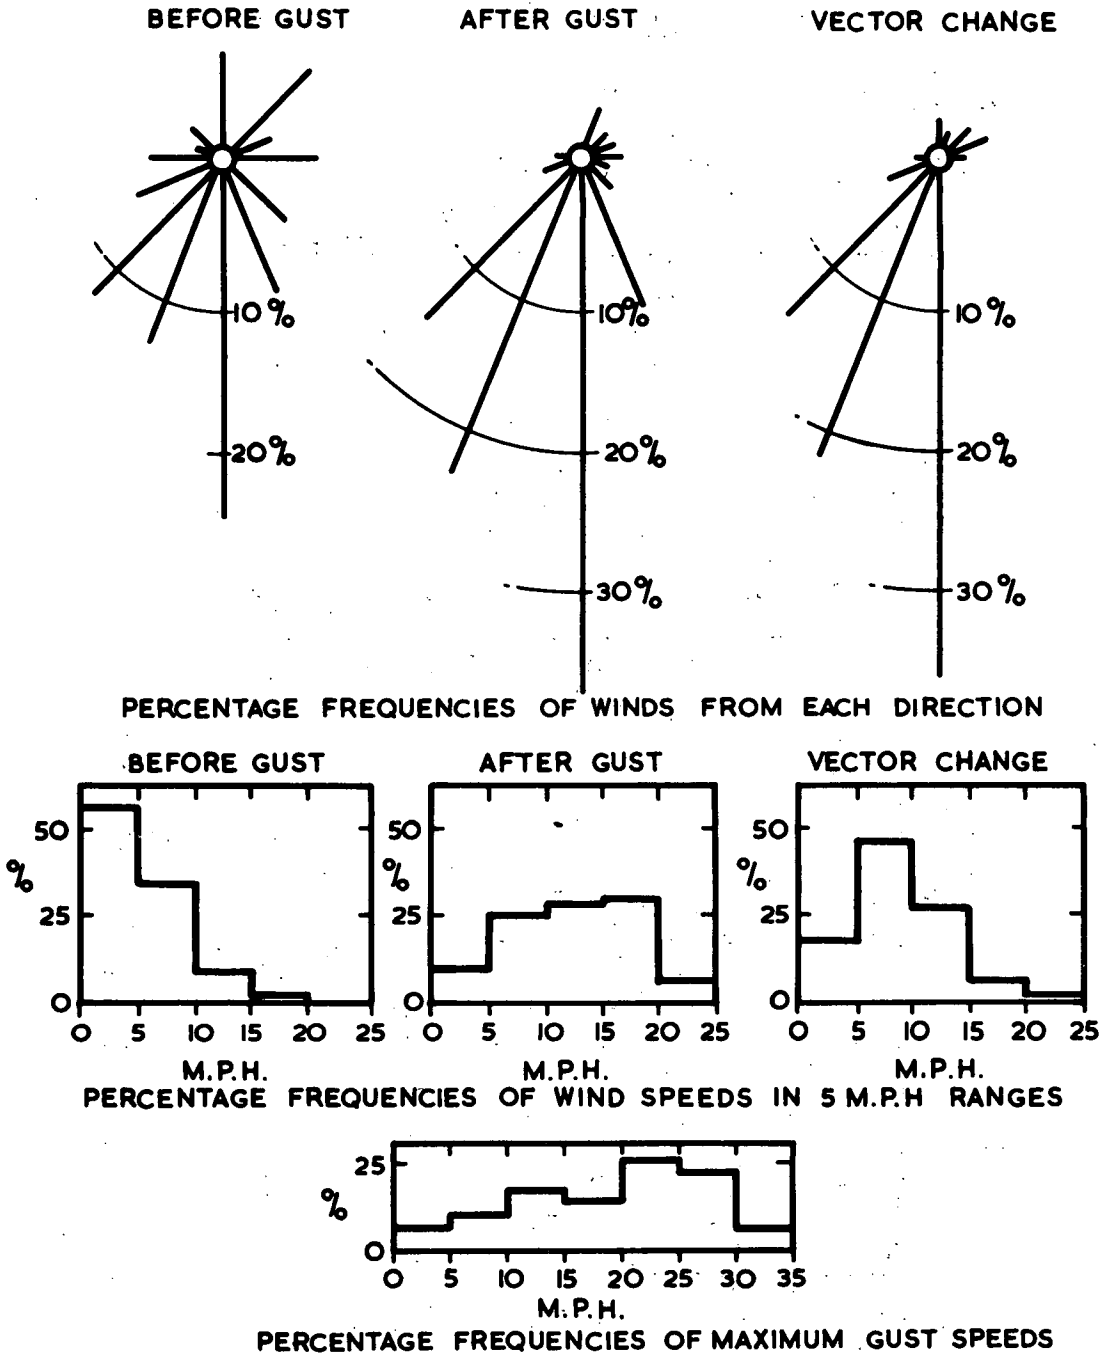 BEFORE GUST AFTER GUST VECTOR CHANGE
10% 10% 10%
20% 20% 20%
30% 30%
PERCENTAGE FREQUENCIES OF WINDS FROM EACH DIRECTION
BEFORE GUST AFTER GUST VECTOR CHANGE
50 50 50
% % %
25 25 25
0 0 0
0 5 10 15 20 25 0 5 10 15 20 25 0 5 10 15 20 25
M.P.H. M.P.H. M.P.H.
PERCENTAGE FREQUENCIES OF WIND SPEEDS IN 5 M.P.H RANGES
25
%
0
0 5 10 15 20 25 30 35
M.P.H.
PERCENTAGE FREQUENCIES OF MAXIMUM GUST SPEEDS